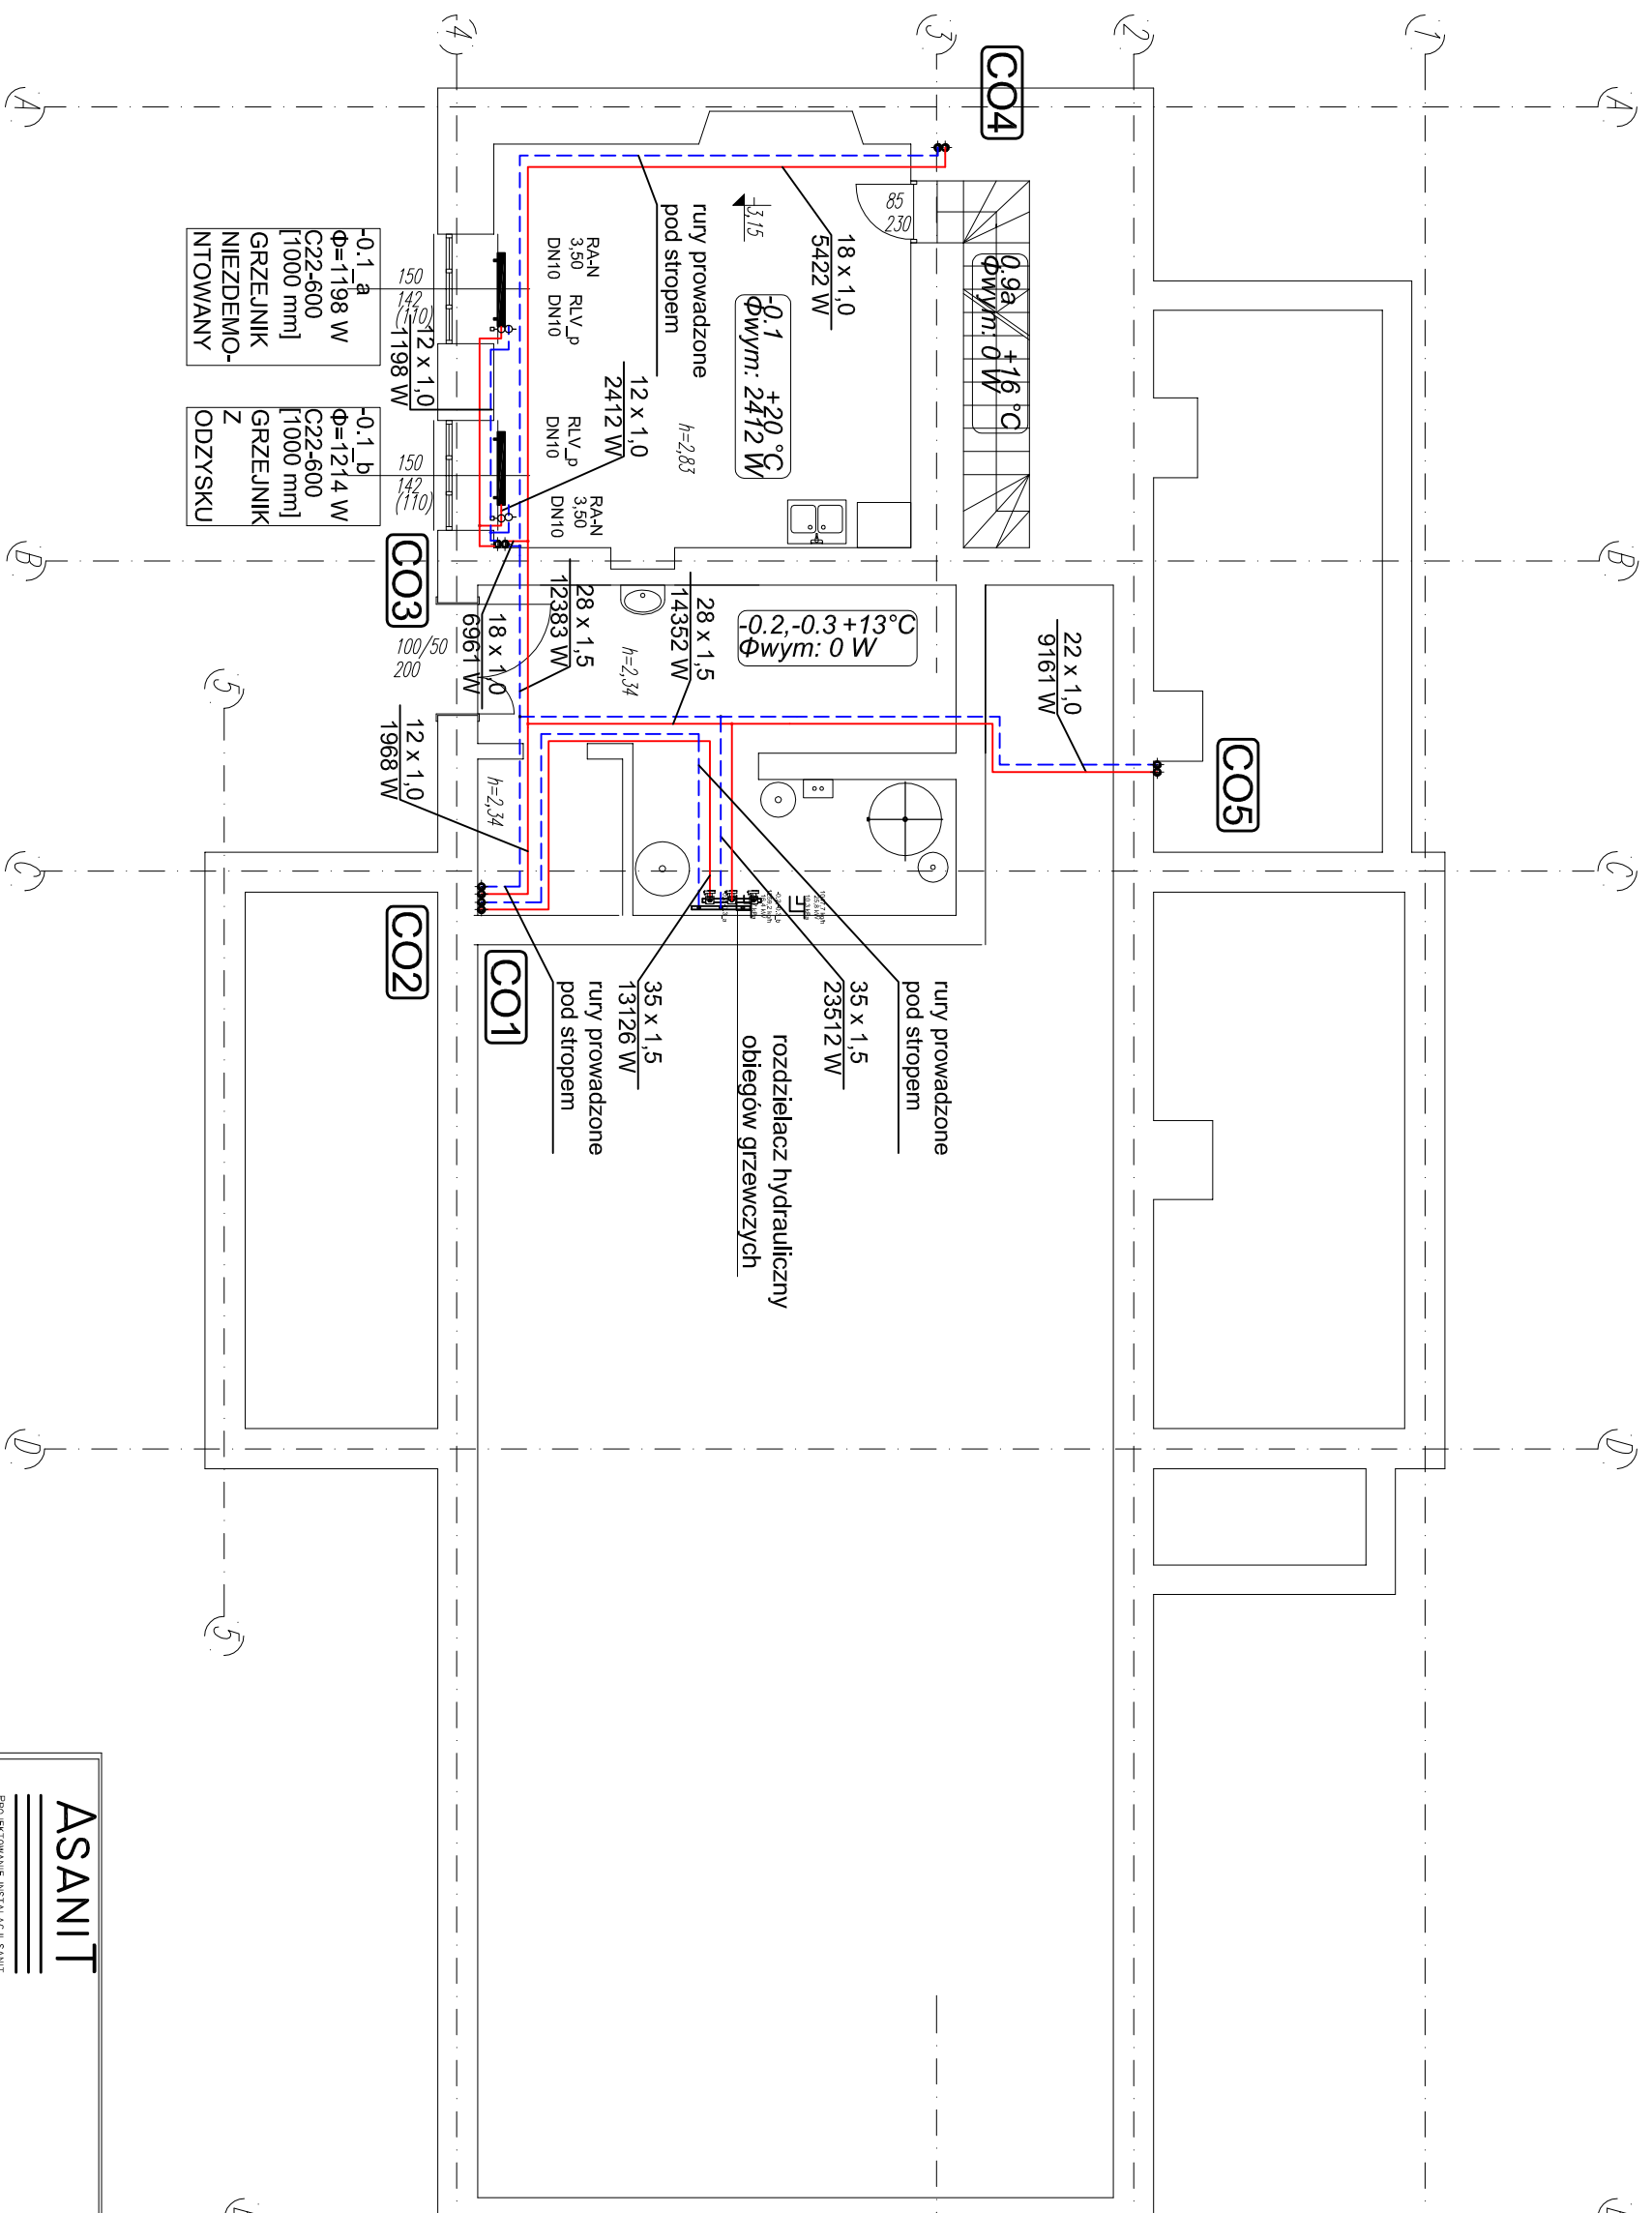 CO4
0.9a +16 °C
Φwym: 0 W
85
230
-3,15
18 x 1,0
5422 W
rury prowadzone
pod stropem
-0.1 +20 °C
Φwym: 2412 W
h=2,83
12 x 1,0
2412 W
RA-N
3,50
DN10
RLV_p
DN10
RLV_p
DN10
RA-N
3,50
DN10
-0.1_a
Φ=1198 W
C22-600
[1000 mm]
GRZEJNIK
NIEZDEMO-
NTOWANY
150
142
(110)
12 x 1,0
1198 W
-0.1_b
Φ=1214 W
C22-600
[1000 mm]
GRZEJNIK
Z
ODZYSKU
150
142
(110)
CO3
100/50
200
18 x 1,0
6961 W
28 x 1,5
12383 W
28 x 1,5
14352 W
h=2,34
-0.2,-0.3 +13°C
Φwym: 0 W
22 x 1,0
9161 W
CO5
12 x 1,0
1968 W
h=2,34
CO2
CO1
rury prowadzone
pod stropem
35 x 1,5
13126 W
rozdzielacz hydrauliczny
obiegów grzewczych
35 x 1,5
23512 W
rury prowadzone
pod stropem
1
2
3
4
5
5
A
A
B
B
C
C
D
D
ASANIT